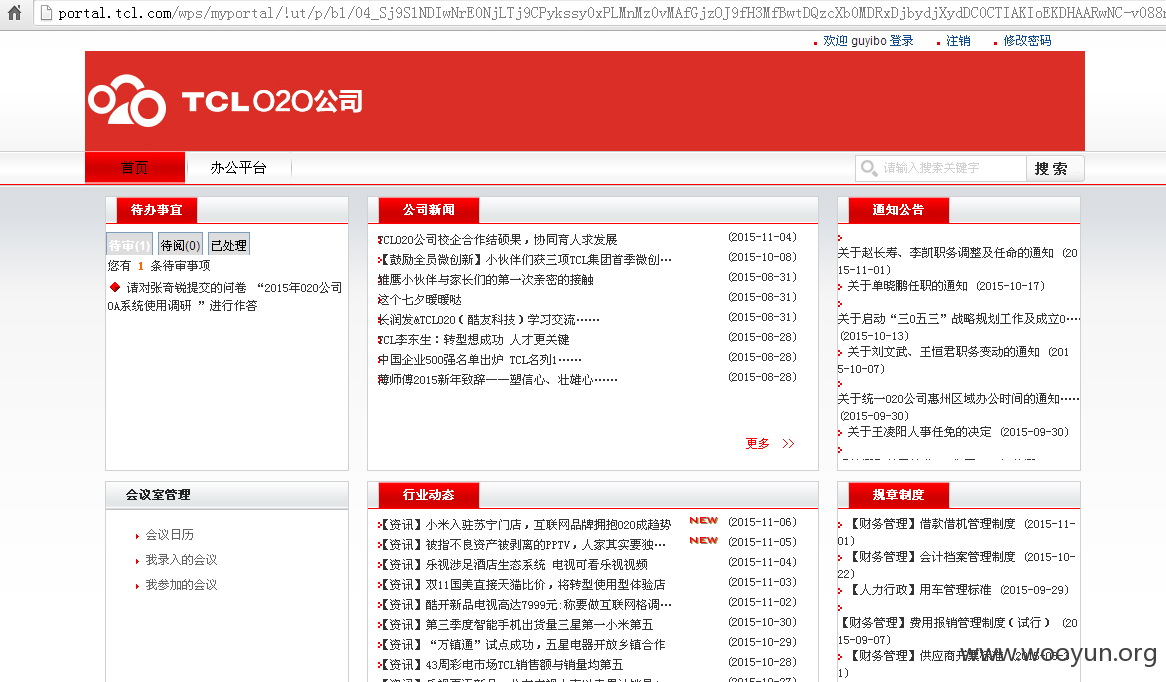 portal.tcl.com/wps/myportal/!ut/p/b1/04_Sj9S1NDIwNrE0NjLTj9CPykssy0xPLMnMz0vMAfGjzOJ9fH3MfBwtDQzcXb0MDRxDjbydjXydDC0CTIAKIoEKDHAARwNC-v088n
欢迎 guyibo 登录 注销 修改密码
TCL O2O公司
首页 办公平台 请输入搜索关键字 搜 索
待办事宜
待审(1) 待阅(0) 已处理
您有 1 条待审事项
请对张奇锐提交的问卷 “2015年O2O公司
OA系统使用调研 ” 进行作答
公司新闻
TCLO2O公司校企合作结硕果，协同育人求发展 (2015-11-04)
【鼓励全员微创新】小伙伴们获三项TCL集团首季微创··· (2015-10-08)
雏鹰小伙伴与家长们的第一次亲密的接触 (2015-08-31)
这个七夕暧暧哒 (2015-08-31)
长润发&TCLO2O（酷友科技）学习交流······ (2015-08-31)
TCL李东生：转型想成功 人才更关键 (2015-08-28)
中国企业500强名单出炉 TCL名列1······ (2015-08-28)
薄师傅2015新年致辞——塑信心、壮雄心······ (2015-08-28)
更多 >>
通知公告
关于赵长寿、李凯职务调整及任命的通知 (20
15-11-01)
关于单晓鹏任职的通知 (2015-10-17)
关于启动“三O五三”战略规划工作及成立O····
(2015-10-13)
关于刘文武、王恒君职务变动的通知 (201
5-10-07)
关于统一O2O公司惠州区域办公时间的通知·····
(2015-09-30)
关于王凌阳人事任免的决定 (2015-09-30)
会议室管理
会议日历
我录入的会议
我参加的会议
行业动态
【资讯】小米入驻苏宁门店，互联网品牌拥抱O2O成趋势 NEW (2015-11-06)
【资讯】被指不良资产被剥离的PPTV，人家其实要独··· NEW (2015-11-05)
【资讯】乐视涉足酒店生态系统 电视可看乐视视频 (2015-11-04)
【资讯】双11国美直接天猫比价，将转型使用型体验店 (2015-11-03)
【资讯】酷开新品电视高达7999元:称要做互联网格调··· (2015-11-02)
【资讯】第三季度智能手机出货量三星第一小米第五 (2015-10-30)
【资讯】“万镇通”试点成功，五星电器开放乡镇合作 (2015-10-29)
【资讯】43周彩电市场TCL销售额与销量均第五 (2015-10-28)
规章制度
【财务管理】借款借机管理制度 (2015-11-
01)
【财务管理】会计档案管理制度 (2015-10-
22)
【人力行政】用车管理标准 (2015-09-29)
【财务管理】费用报销管理制度（试行） (20
15-09-07)
【财务管理】供应商
www.wooyun.org